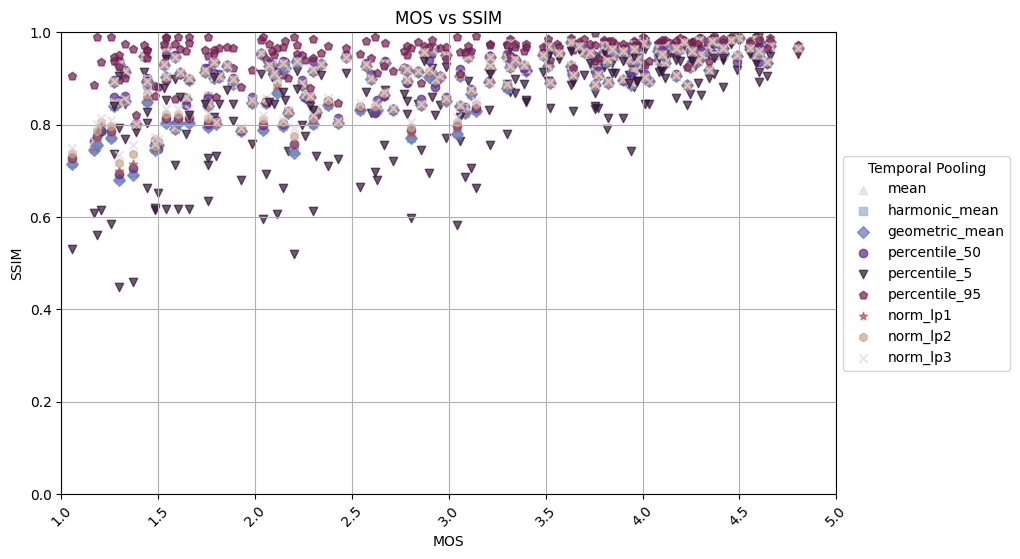 MOS vs SSIM
SSIM
1.0
0.8
0.6
0.4
0.2
0.0
1.0
1.5
2.0
2.5
3.0
3.5
4.0
4.5
5.0
MOS
Temporal Pooling
mean
harmonic_mean
geometric_mean
percentile_50
percentile_5
percentile_95
norm_lp1
norm_lp2
norm_lp3